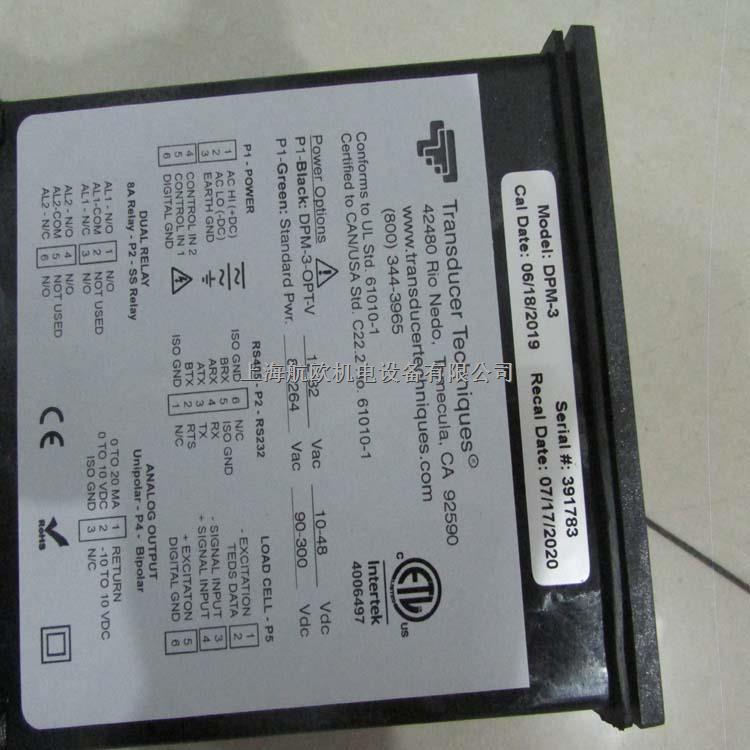 Model: DPM-3
Serial #: 391783
Cal Date: 06/18/2019
Recal Date: 07/17/2020
Transducer Techniques®
42480 Rio Nedo, Temecula, CA 92590
www.transducertechniques.com
(800) 344-3965
Conforms to UL Std. 61010-1
Certified to CAN/USA Std. C22.2 No. 61010-1
C
ETL
US
Intertek
4006497
Power Options
P1-Black: DPM-3-OPT-V
Vac
10-48
Vdc
P1-Green: Standard Pwr.
Vac
90-300
Vdc
P1 - POWER
1 AC HI (+DC)
2 AC LO (-DC)
3 EARTH GND
4 CONTROL IN 2
5 CONTROL IN 1
6 DIGITAL GND
RS485 - P2 - RS232
ISO GND 6 N/C
BRX 5 ISO GND
ARX 4 RX
ATX 3 TX
BTX 2 RTS
ISO GND 1 N/C
LOAD CELL - P5
- EXCITATION 1
TEDS DATA 2
- SIGNAL INPUT 3
+ SIGNAL INPUT 4
+ EXCITATON 5
DIGITAL GND 6
DUAL RELAY
8A Relay - P2 - SS Relay
AL1 - N/O 1 N/O
AL1-COM 2 NOT USED
AL1 - N/C 3 N/O
AL2 - N/O 4 N/O
AL2-COM 5 NOT USED
AL2 - N/C 6 N/O
ANALOG OUTPUT
Unipolar - P4 - Bipolar
0 TO 20 MA 1 RETURN
0 TO 10 VDC 2 -10 TO 10 VDC
ISO GND 3 N/C
CE
RoHS
上海航欧机电设备有限公司